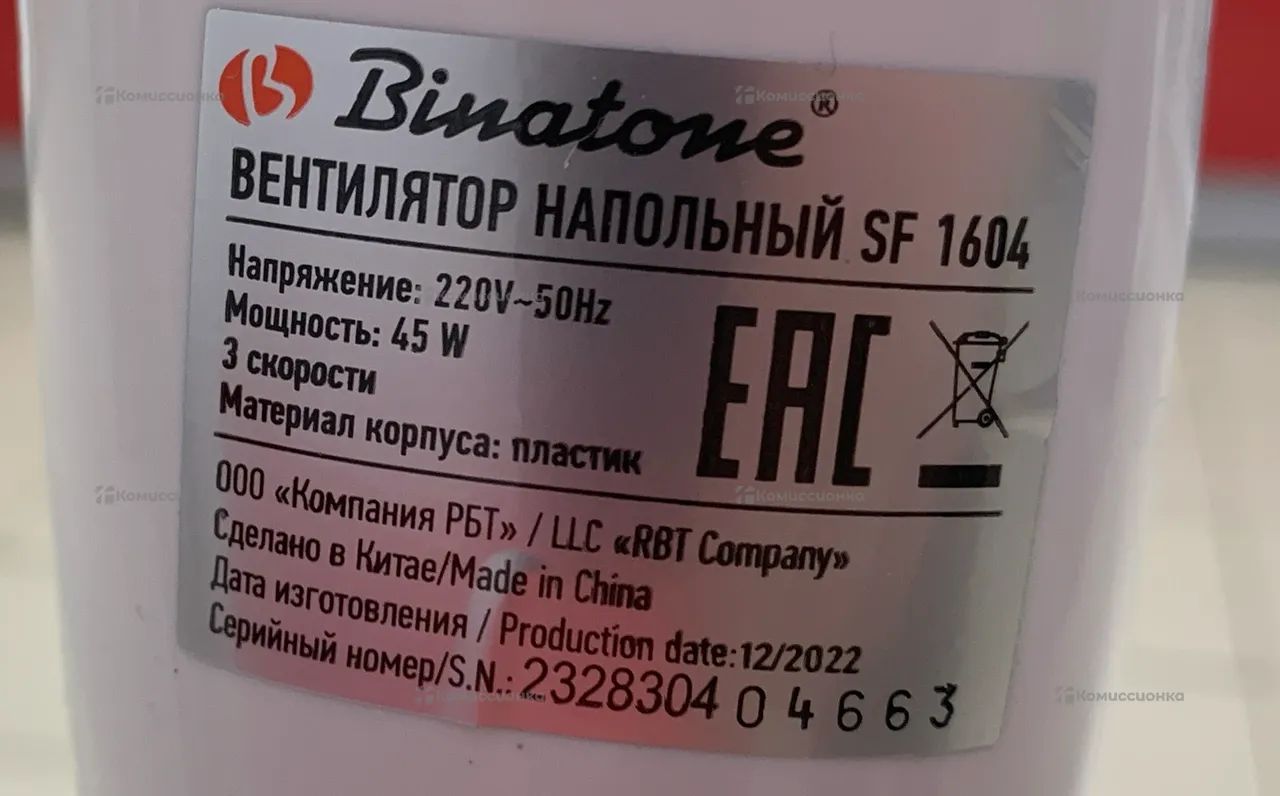 Binatone®
ВЕНТИЛЯТОР НАПОЛЬНЫЙ SF 1604
Напряжение: 220V~50Hz
Мощность: 45 W
3 скорости
Материал корпуса: пластик
EAC
ООО «Компания РБТ» / LLC «RBT Company»
Сделано в Китае/Made in China
Дата изготовления / Production date:12/2022
Серийный номер/S.N.: 2328304 04663
Комиссионка
Комиссионка
Комиссионка
Комиссионка
Комиссионка
Комиссионка